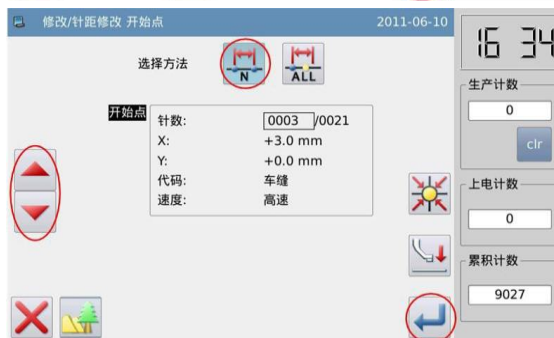 修改/针距修改 开始点 2011-06-10
16 34
选择方法
N ALL
开始点
针数: 0003 /0021
X: +3.0 mm
Y: +0.0 mm
代码: 车缝
速度: 高速
生产计数
0
clr
上电计数
0
累积计数
9027